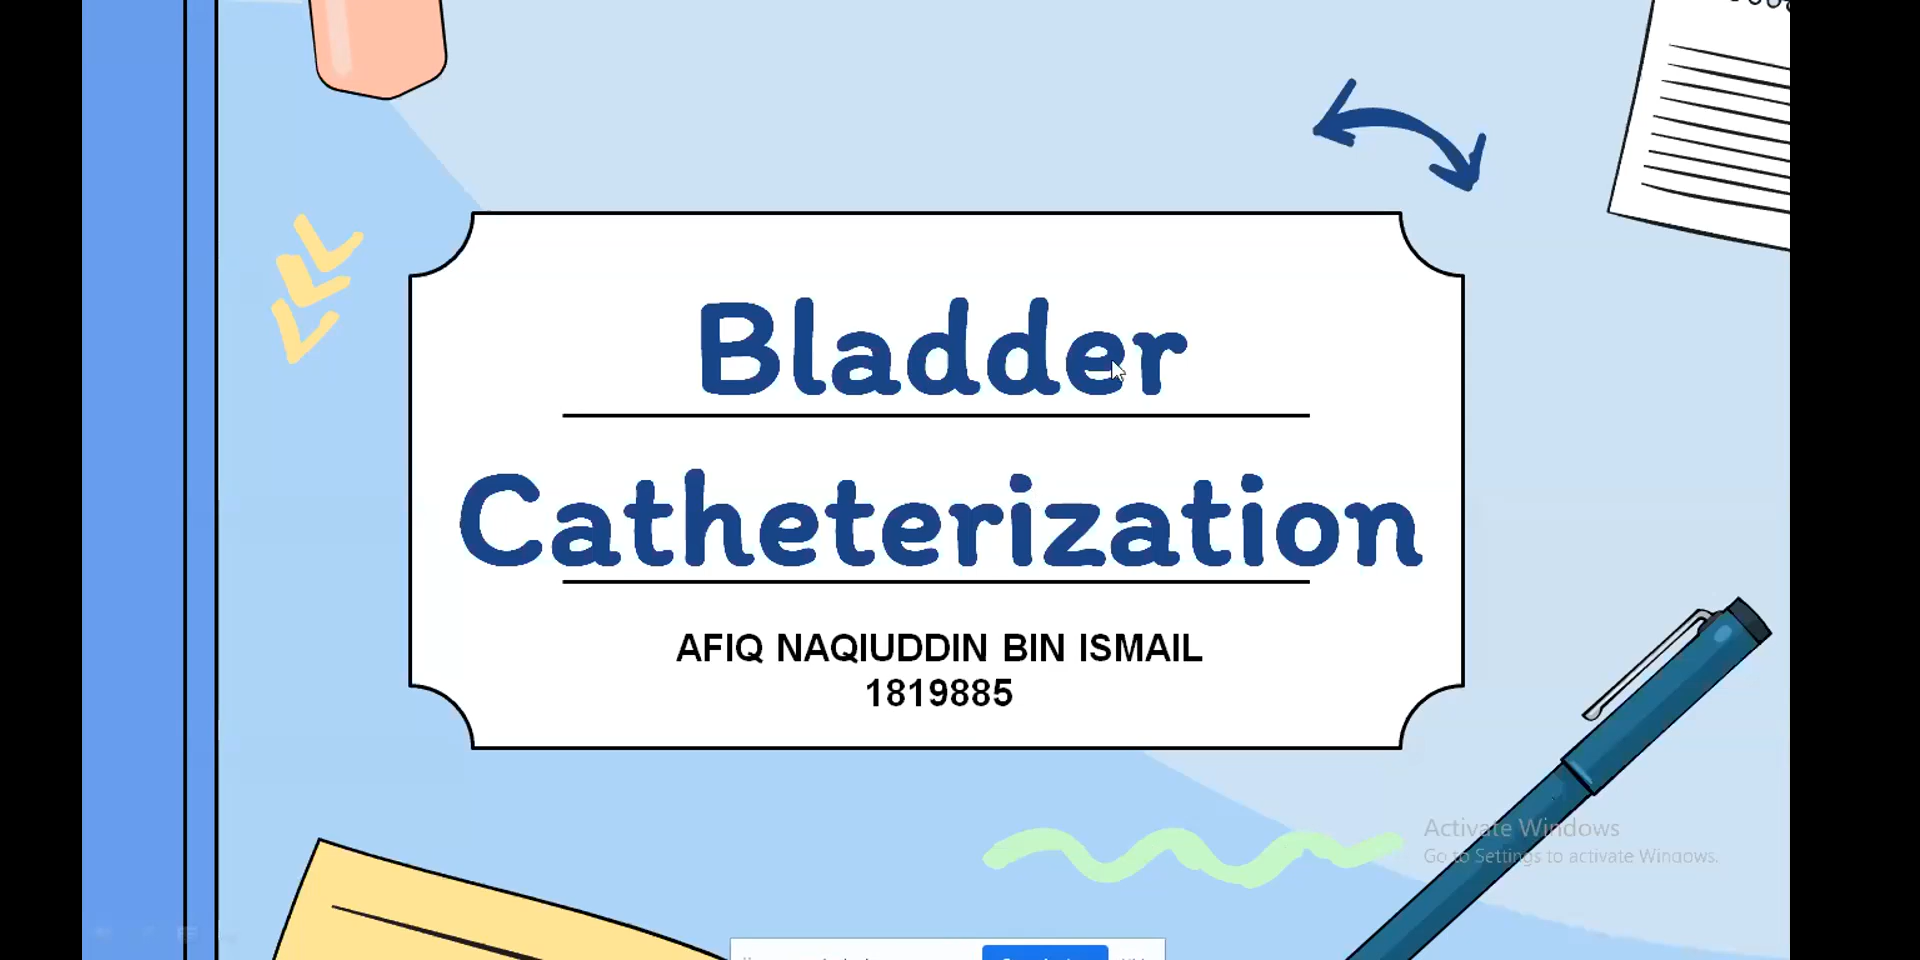 Bladder
Catheterization
AFIQ NAQIUDDIN BIN ISMAIL
1819885
Activate Windows
Go to Settings to activate Windows.